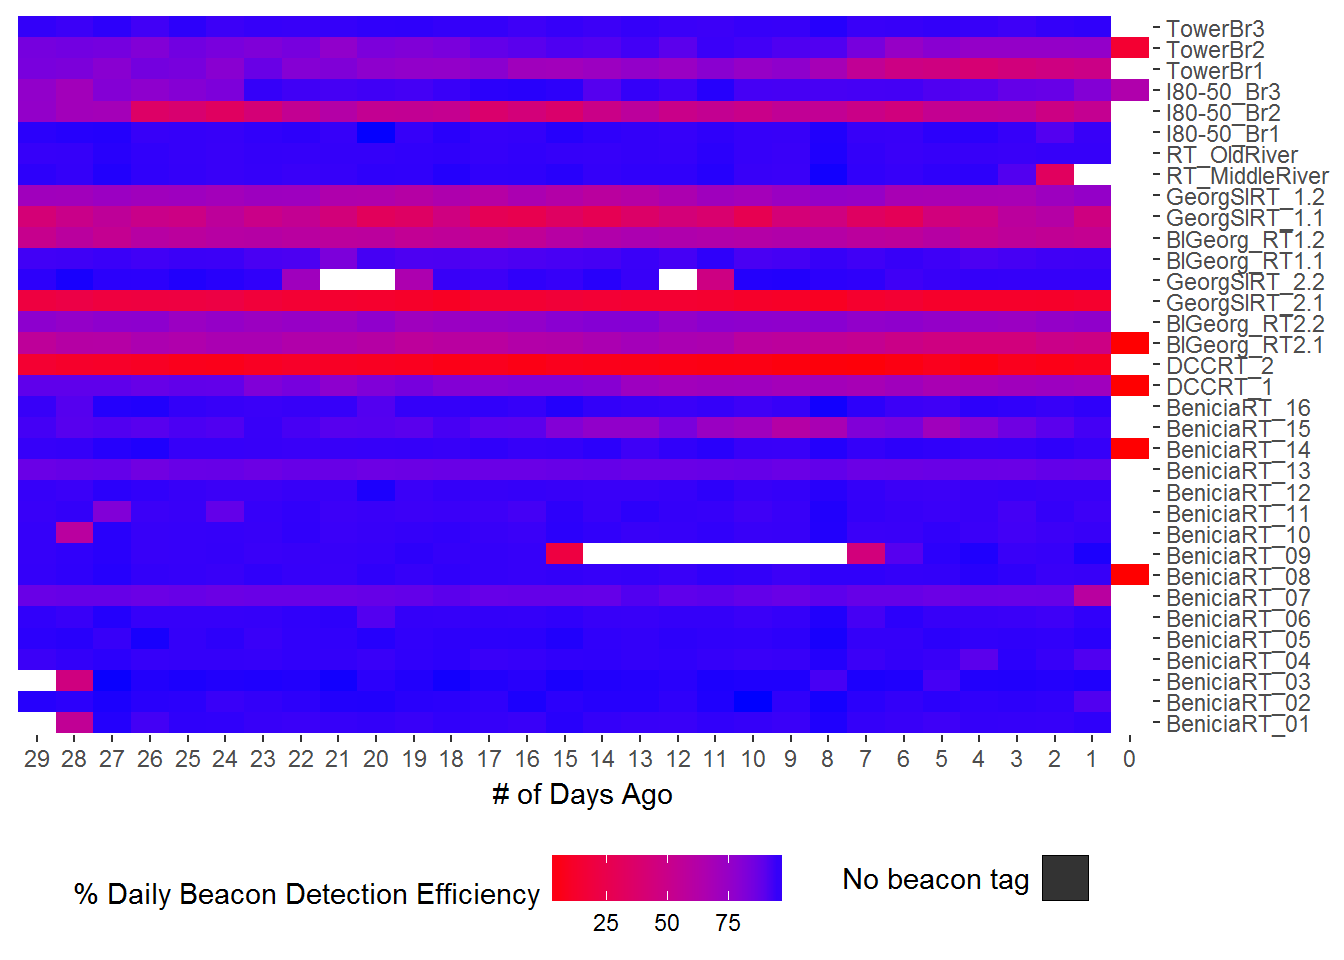 TowerBr3
TowerBr2
TowerBr1
I80-50_Br3
I80-50_Br2
I80-50_Br1
RT_OldRiver
RT_MiddleRiver
GeorgSlRT_1.2
GeorgSlRT_1.1
BlGeorg_RT1.2
BlGeorg_RT1.1
GeorgSlRT_2.2
GeorgSlRT_2.1
BlGeorg_RT2.2
BlGeorg_RT2.1
DCCRT_2
DCCRT_1
BeniciaRT_16
BeniciaRT_15
BeniciaRT_14
BeniciaRT_13
BeniciaRT_12
BeniciaRT_11
BeniciaRT_10
BeniciaRT_09
BeniciaRT_08
BeniciaRT_07
BeniciaRT_06
BeniciaRT_05
BeniciaRT_04
BeniciaRT_03
BeniciaRT_02
BeniciaRT_01
29 28 27 26 25 24 23 22 21 20 19 18 17 16 15 14 13 12 11 10 9 8 7 6 5 4 3 2 1 0
# of Days Ago
% Daily Beacon Detection Efficiency
25 50 75
No beacon tag